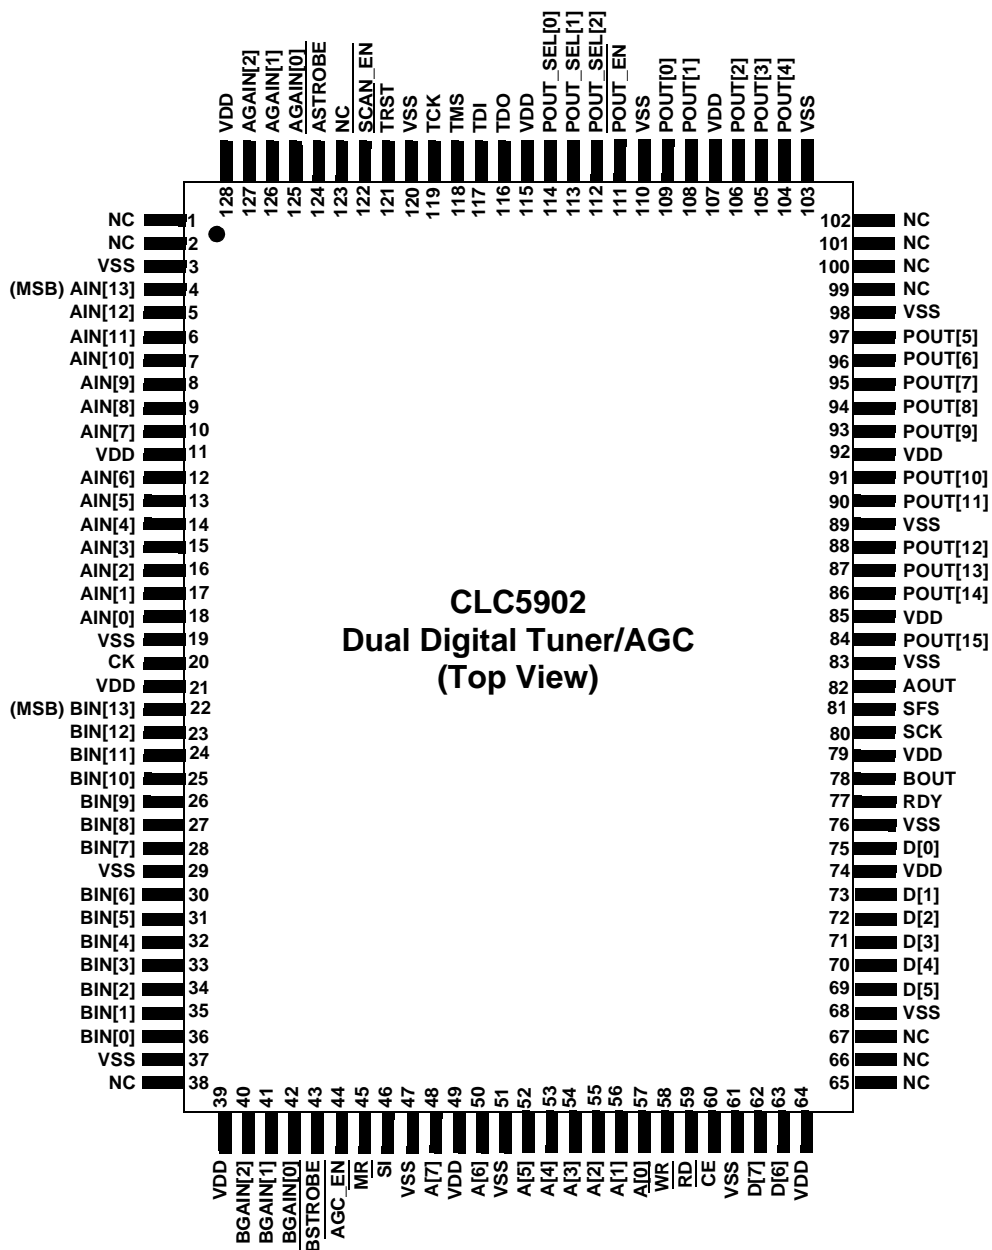 VDD
AGAIN[2]
AGAIN[1]
AGAIN[0]
ASTROBE
NC
SCAN_EN
TRST
VSS
TCK
TMS
TDI
TDO
VDD
POUT_SEL[0]
POUT_SEL[1]
POUT_SEL[2]
POUT_EN
VSS
POUT[0]
POUT[1]
VDD
POUT[2]
POUT[3]
POUT[4]
VSS
128 127 126 125 124 123 122 121 120 119 118 117 116 115 114 113 112 111 110 109 108 107 106 105 104 103
NC 1
NC 2
VSS 3
(MSB) AIN[13] 4
AIN[12] 5
AIN[11] 6
AIN[10] 7
AIN[9] 8
AIN[8] 9
AIN[7] 10
VDD 11
AIN[6] 12
AIN[5] 13
AIN[4] 14
AIN[3] 15
AIN[2] 16
AIN[1] 17
AIN[0] 18
VSS 19
CK 20
VDD 21
(MSB) BIN[13] 22
BIN[12] 23
BIN[11] 24
BIN[10] 25
BIN[9] 26
BIN[8] 27
BIN[7] 28
VSS 29
BIN[6] 30
BIN[5] 31
BIN[4] 32
BIN[3] 33
BIN[2] 34
BIN[1] 35
BIN[0] 36
VSS 37
NC 38
CLC5902
Dual Digital Tuner/AGC
(Top View)
102 NC
101 NC
100 NC
99 NC
98 VSS
97 POUT[5]
96 POUT[6]
95 POUT[7]
94 POUT[8]
93 POUT[9]
92 VDD
91 POUT[10]
90 POUT[11]
89 VSS
88 POUT[12]
87 POUT[13]
86 POUT[14]
85 VDD
84 POUT[15]
83 VSS
82 AOUT
81 SFS
80 SCK
79 VDD
78 BOUT
77 RDY
76 VSS
75 D[0]
74 VDD
73 D[1]
72 D[2]
71 D[3]
70 D[4]
69 D[5]
68 VSS
67 NC
66 NC
65 NC
39 40 41 42 43 44 45 46 47 48 49 50 51 52 53 54 55 56 57 58 59 60 61 62 63 64
VDD
BGAIN[2]
BGAIN[1]
BGAIN[0]
BSTROBE
AGC_EN
MR
SI
VSS
A[7]
VDD
A[6]
VSS
A[5]
A[4]
A[3]
A[2]
A[1]
A[0]
WR
RD
CE
VSS
D[7]
D[6]
VDD